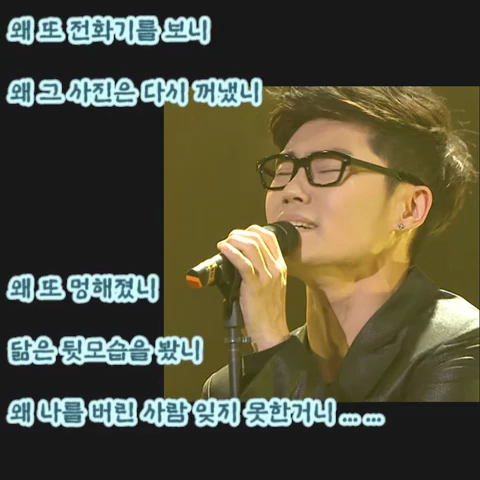 왜 또 전화기를 보니
왜 그 사진은 다시 꺼냈니
왜 또 멍해졌니
닮은 뒷모습을 봤니
왜 나를 버린 사람 잊지 못한거니 ... ...